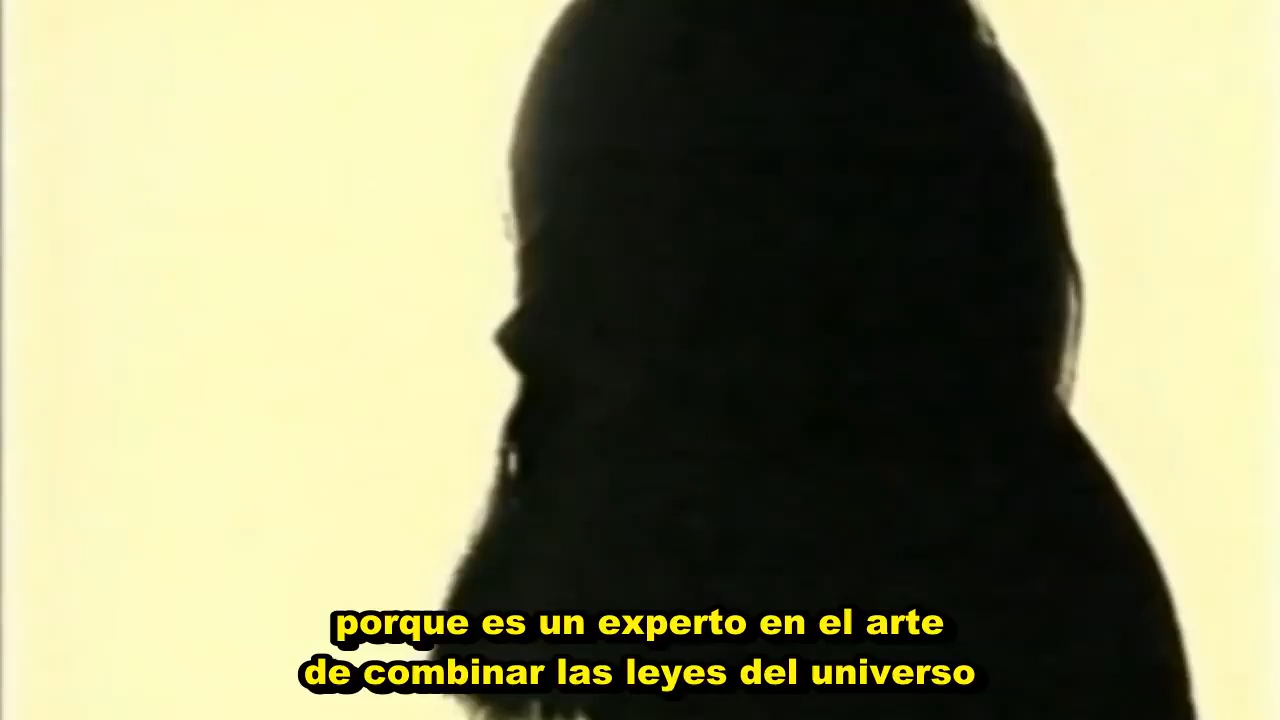 porque es un experto en el arte
de combinar las leyes del universo